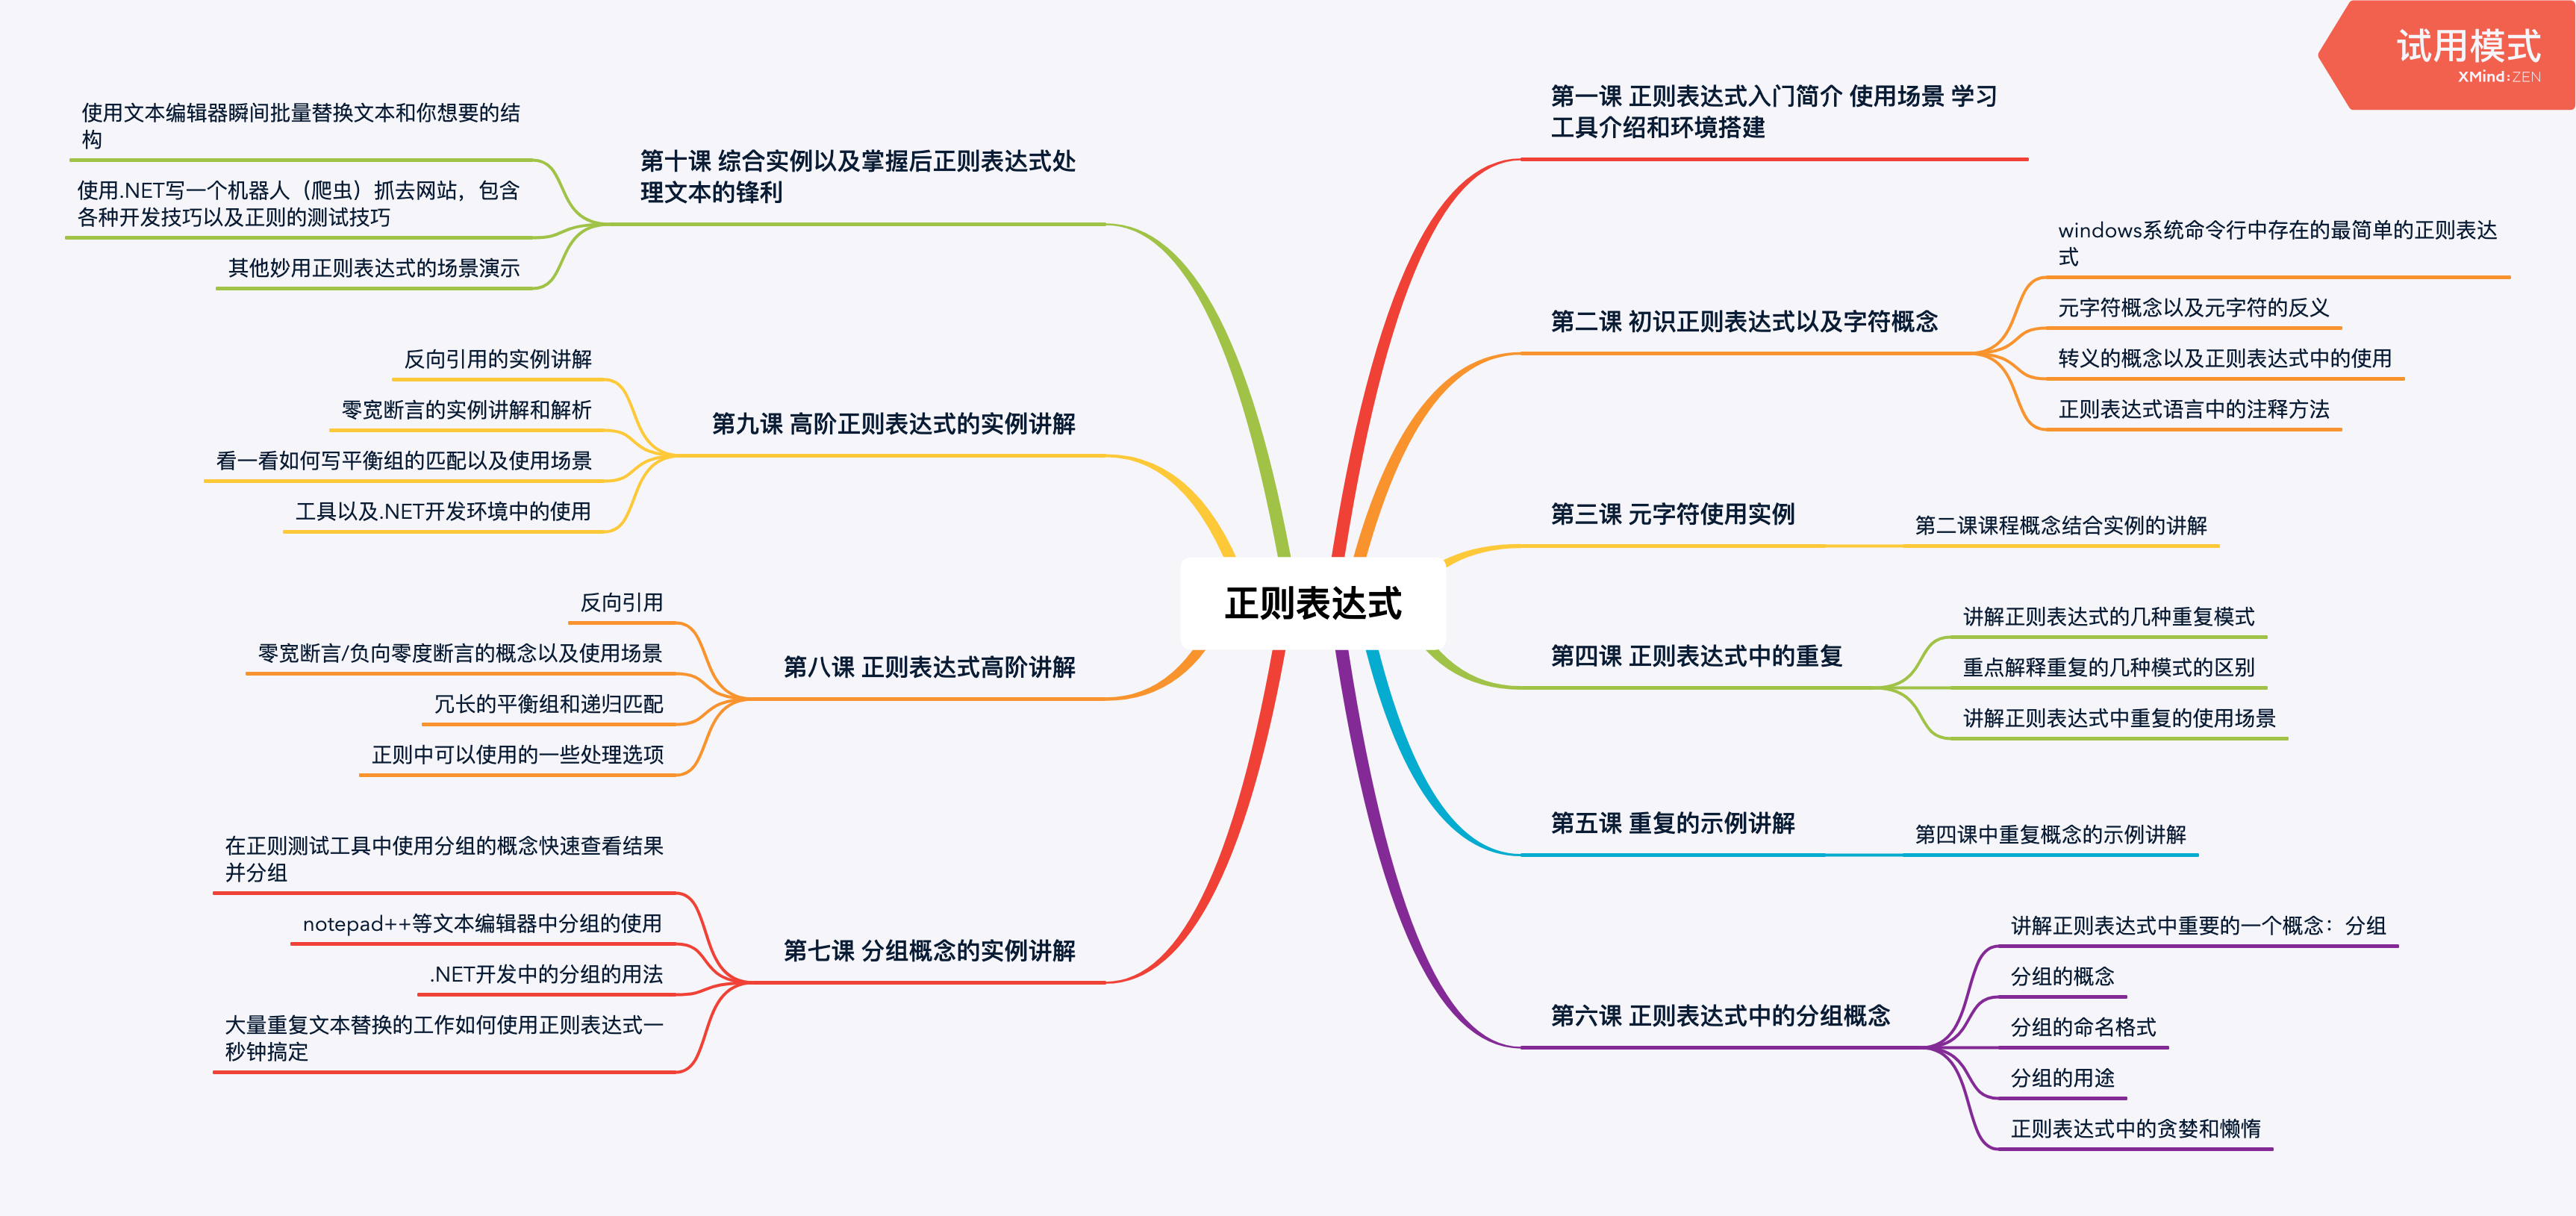 试用模式
XMind:ZEN
正则表达式
第一课 正则表达式入门简介 使用场景 学习
工具介绍和环境搭建
第二课 初识正则表达式以及字符概念
windows系统命令行中存在的最简单的正则表达
式
元字符概念以及元字符的反义
转义的概念以及正则表达式中的使用
正则表达式语言中的注释方法
第三课 元字符使用实例
第二课课程概念结合实例的讲解
第四课 正则表达式中的重复
讲解正则表达式的几种重复模式
重点解释重复的几种模式的区别
讲解正则表达式中重复的使用场景
第五课 重复的示例讲解
第四课中重复概念的示例讲解
第六课 正则表达式中的分组概念
讲解正则表达式中重要的一个概念：分组
分组的概念
分组的命名格式
分组的用途
正则表达式中的贪婪和懒惰
第七课 分组概念的实例讲解
在正则测试工具中使用分组的概念快速查看结果
并分组
notepad++等文本编辑器中分组的使用
.NET开发中的分组的用法
大量重复文本替换的工作如何使用正则表达式一
秒钟搞定
第八课 正则表达式高阶讲解
反向引用
零宽断言/负向零度断言的概念以及使用场景
冗长的平衡组和递归匹配
正则中可以使用的一些处理选项
第九课 高阶正则表达式的实例讲解
反向引用的实例讲解
零宽断言的实例讲解和解析
看一看如何写平衡组的匹配以及使用场景
工具以及.NET开发环境中的使用
第十课 综合实例以及掌握后正则表达式处
理文本的锋利
使用文本编辑器瞬间批量替换文本和你想要的结
构
使用.NET写一个机器人（爬虫）抓去网站，包含
各种开发技巧以及正则的测试技巧
其他妙用正则表达式的场景演示